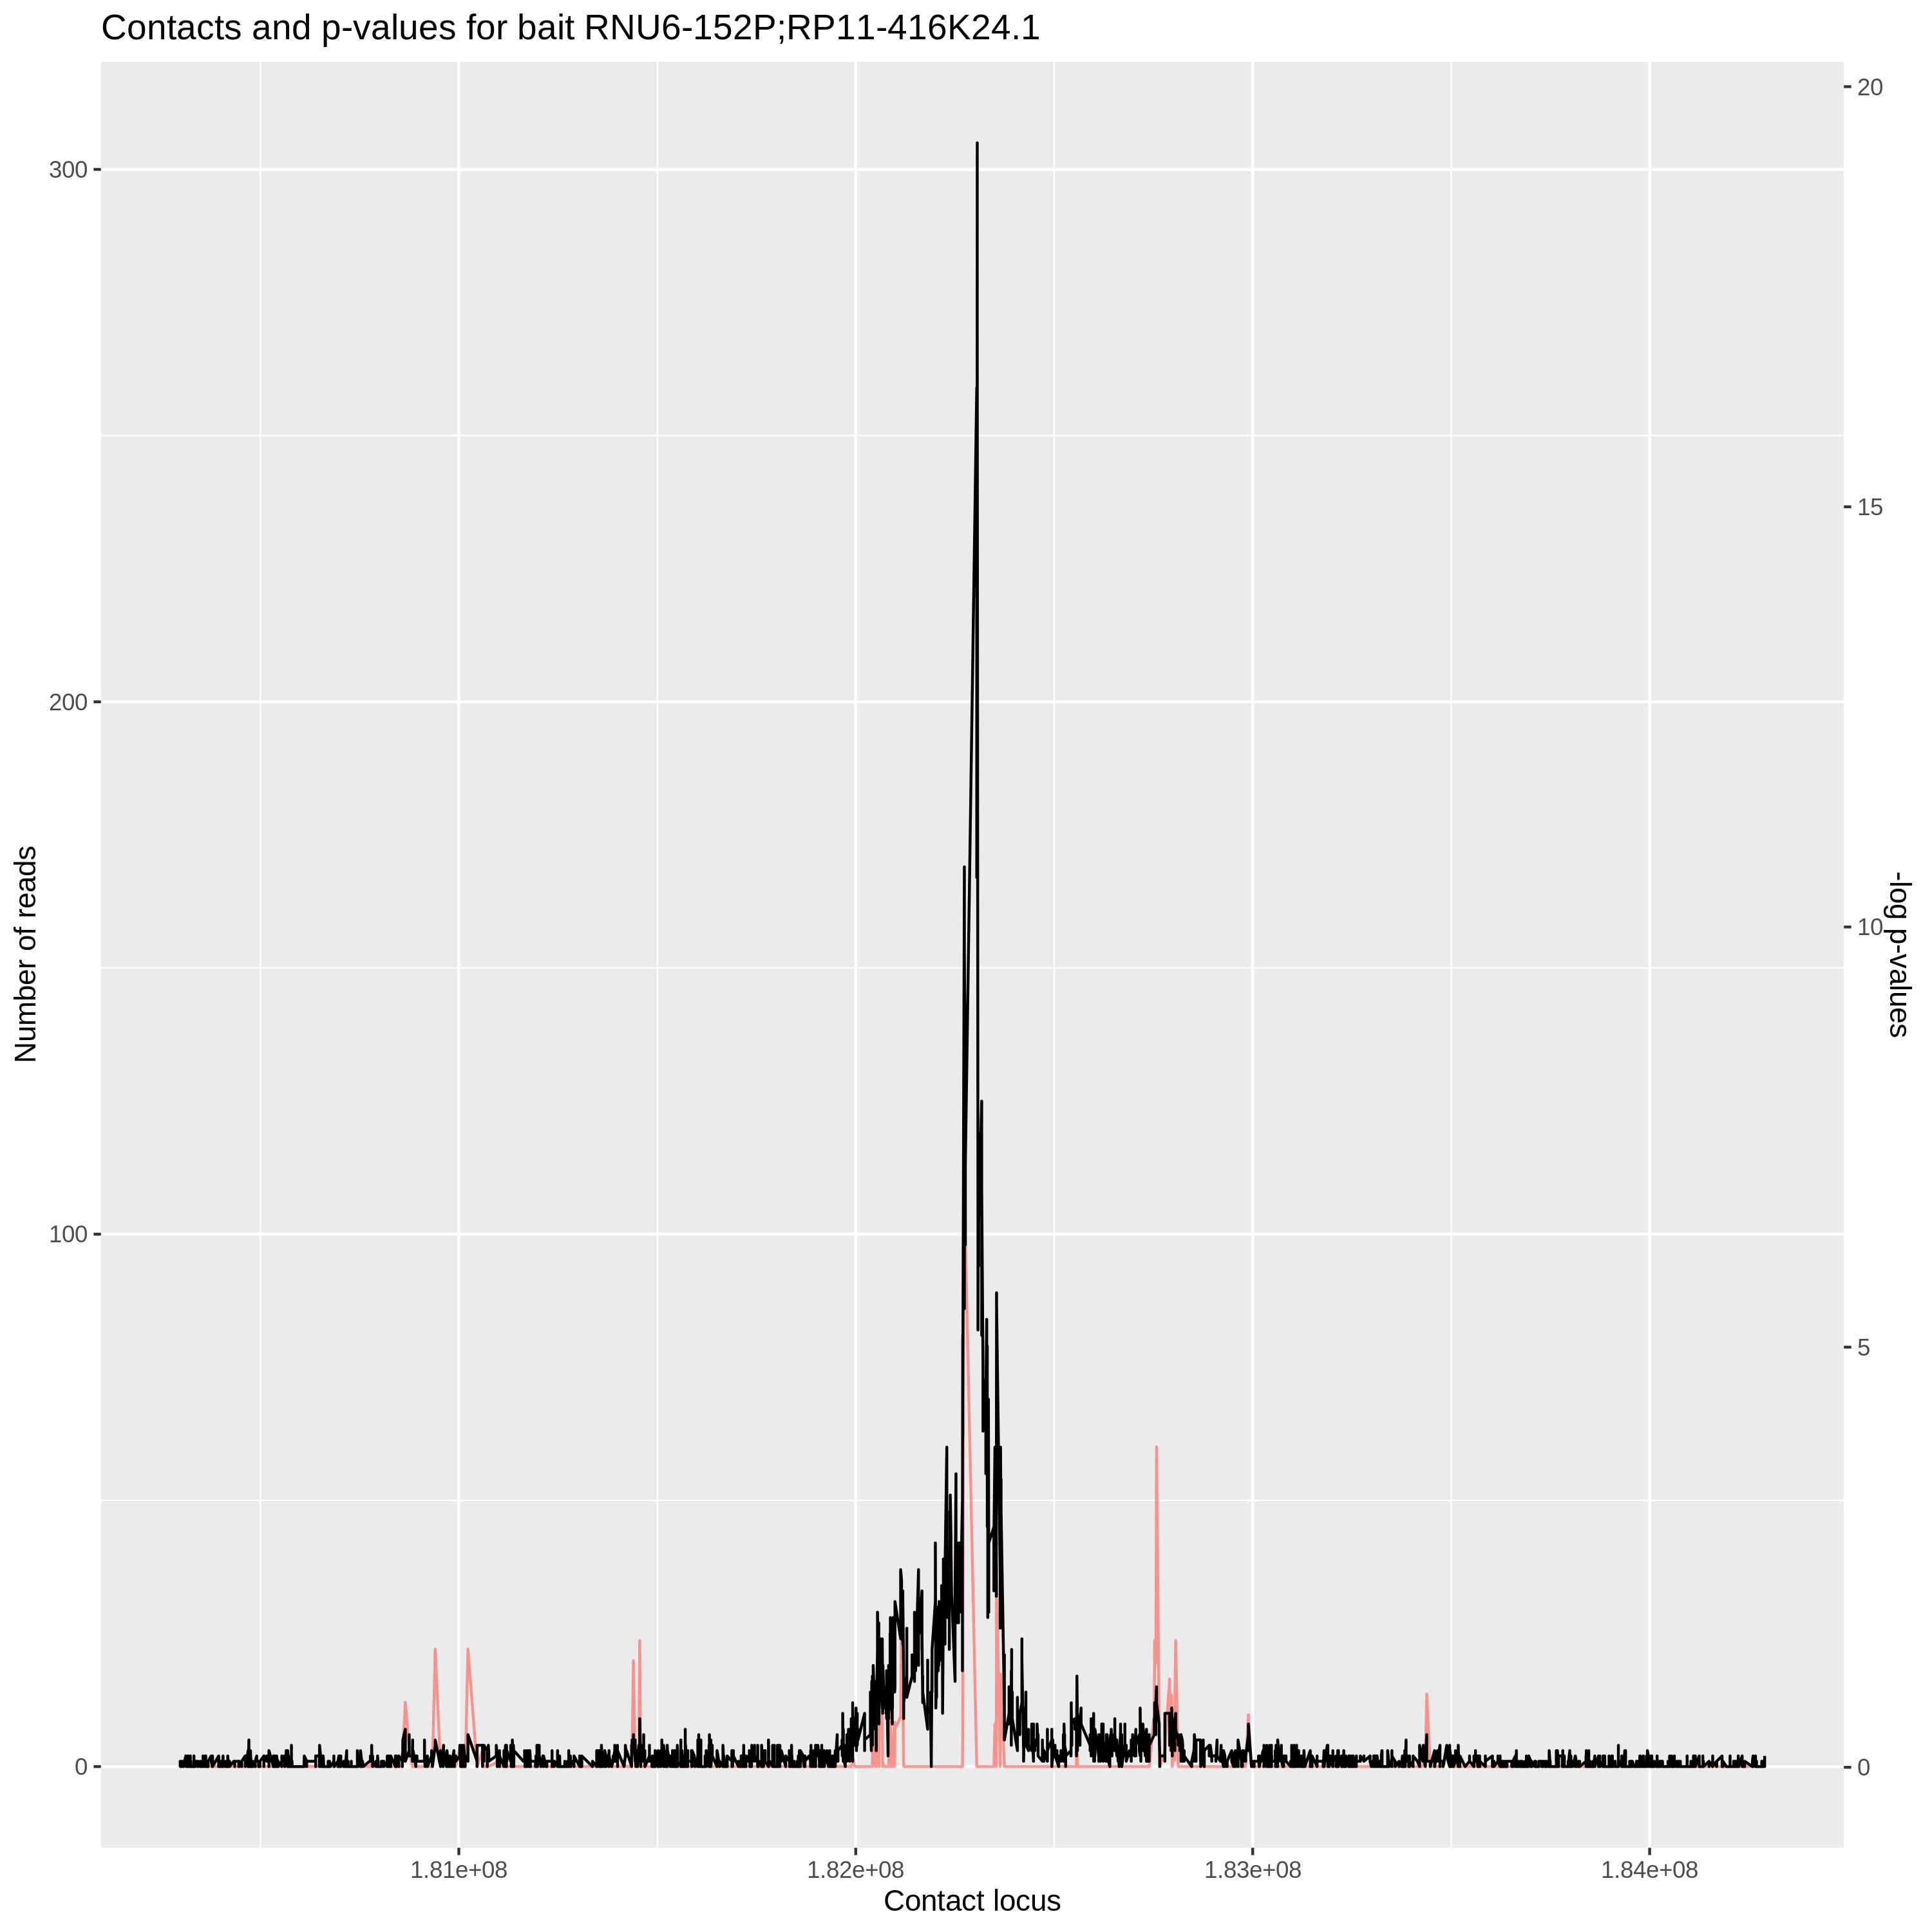 Contacts and p-values for bait RNU6-152P;RP11-416K24.1
300
200
100
0
Number of reads
20
15
10
5
0
-log p-values
1.81e+08 1.82e+08 1.83e+08 1.84e+08
Contact locus